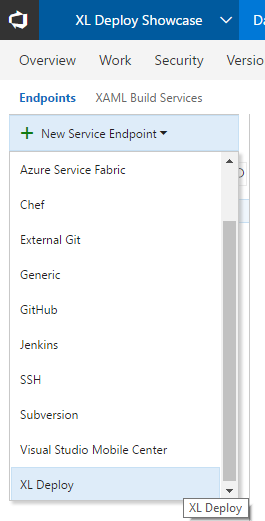 XL Deploy Showcase Da
Overview Work Security Versio
Endpoints XAML Build Services
+ New Service Endpoint
Azure Service Fabric
Chef
External Git
Generic
GitHub
Jenkins
SSH
Subversion
Visual Studio Mobile Center
XL Deploy
XL Deploy